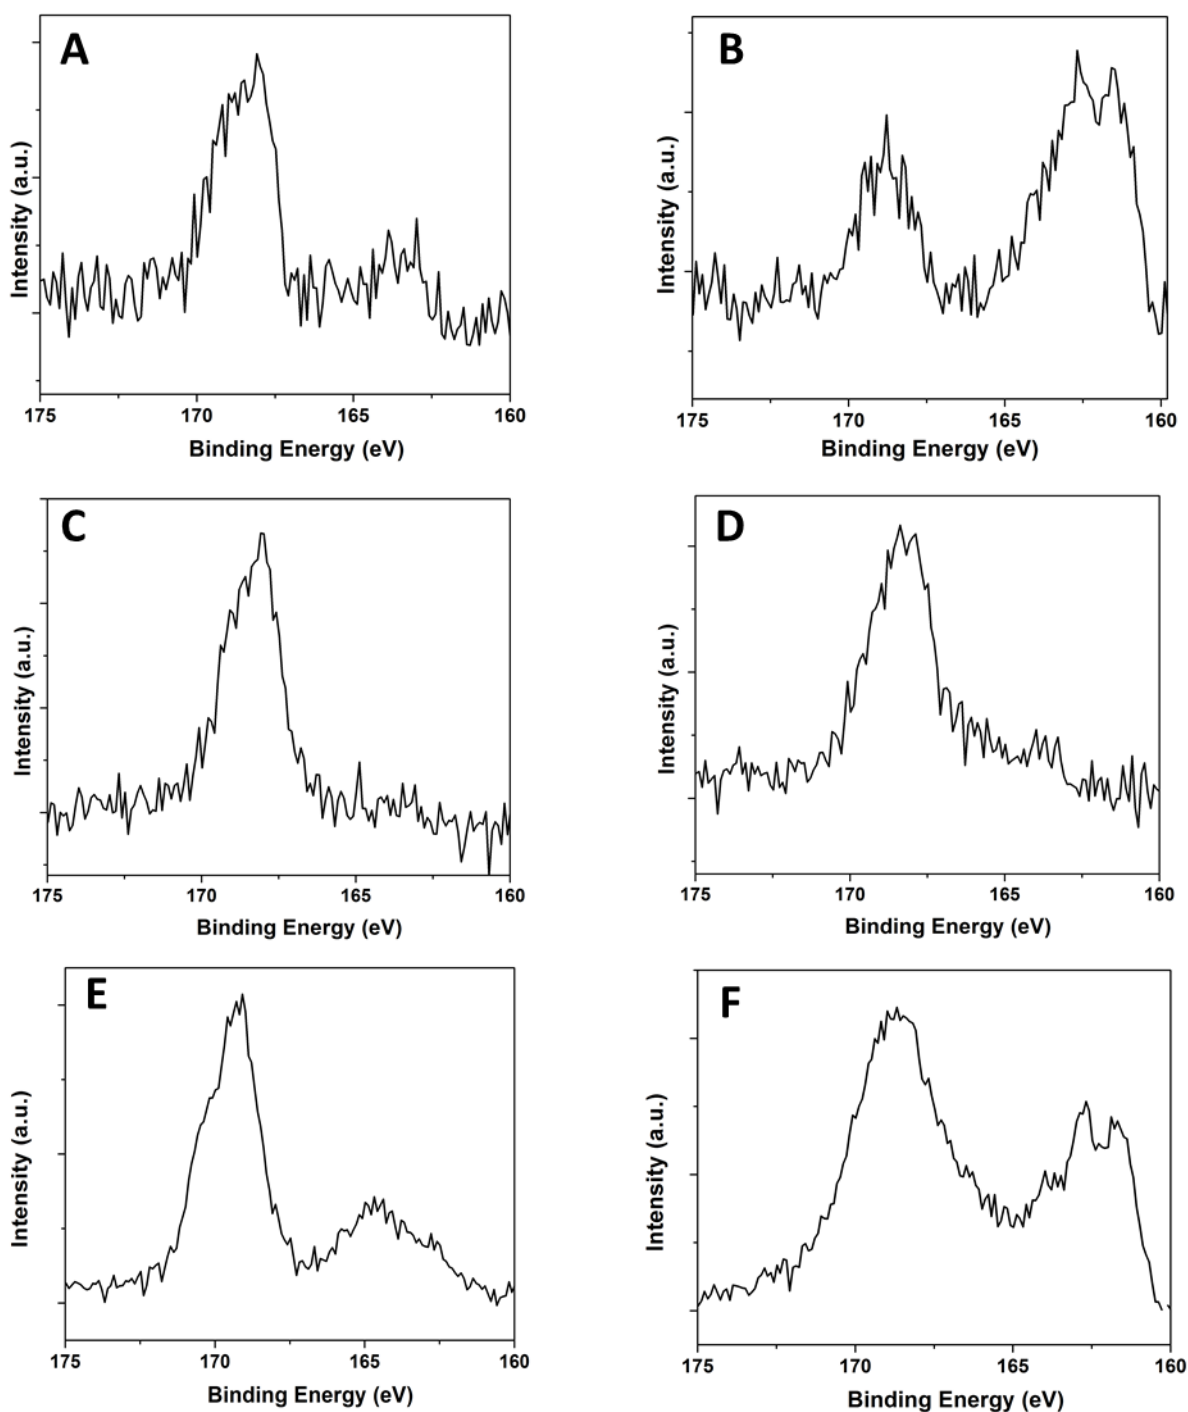 A
Intensity (a.u.)
175 170 165 160
Binding Energy (eV)
B
Intensity (a.u.)
175 170 165 160
Binding Energy (eV)
C
Intensity (a.u.)
175 170 165 160
Binding Energy (eV)
D
Intensity (a.u.)
175 170 165 160
Binding Energy (eV)
E
Intensity (a.u.)
175 170 165 160
Binding Energy (eV)
F
Intensity (a.u.)
175 170 165 160
Binding Energy (eV)